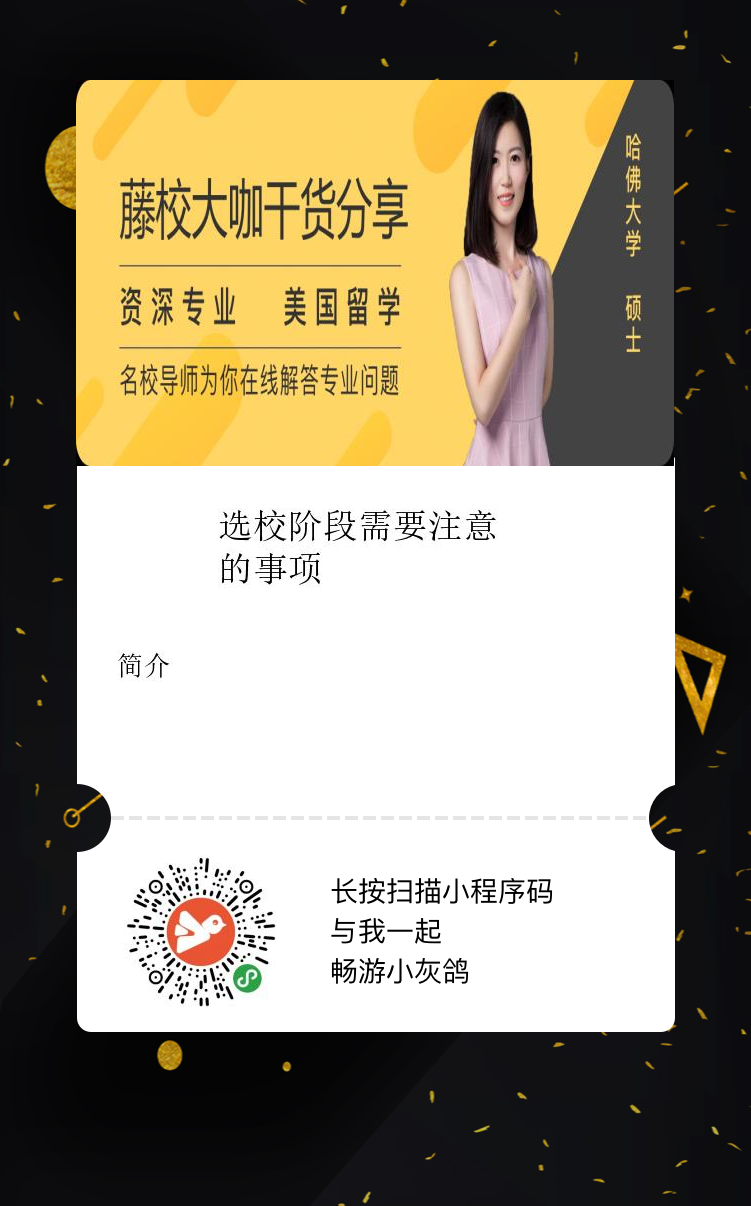 藤校大咖干货分享
资深专业 美国留学
名校导师为你在线解答专业问题
哈佛大学 硕士
选校阶段需要注意
的事项
简介
长按扫描小程序码
与我一起
畅游小灰鸽